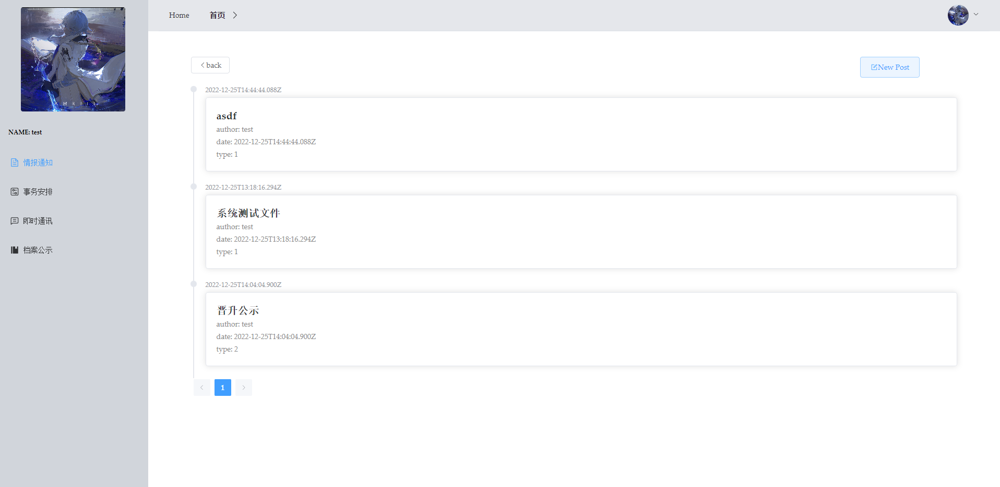 NAME: test
情报通知
事务安排
即时通讯
档案公示
Home 首页
back
New Post
2022-12-25T14:44:44.088Z
asdf
author: test
date: 2022-12-25T14:44:44.088Z
type: 1
2022-12-25T13:18:16.294Z
系统测试文件
author: test
date: 2022-12-25T13:18:16.294Z
type: 1
2022-12-25T14:04:04.900Z
晋升公示
author: test
date: 2022-12-25T14:04:04.900Z
type: 2
1